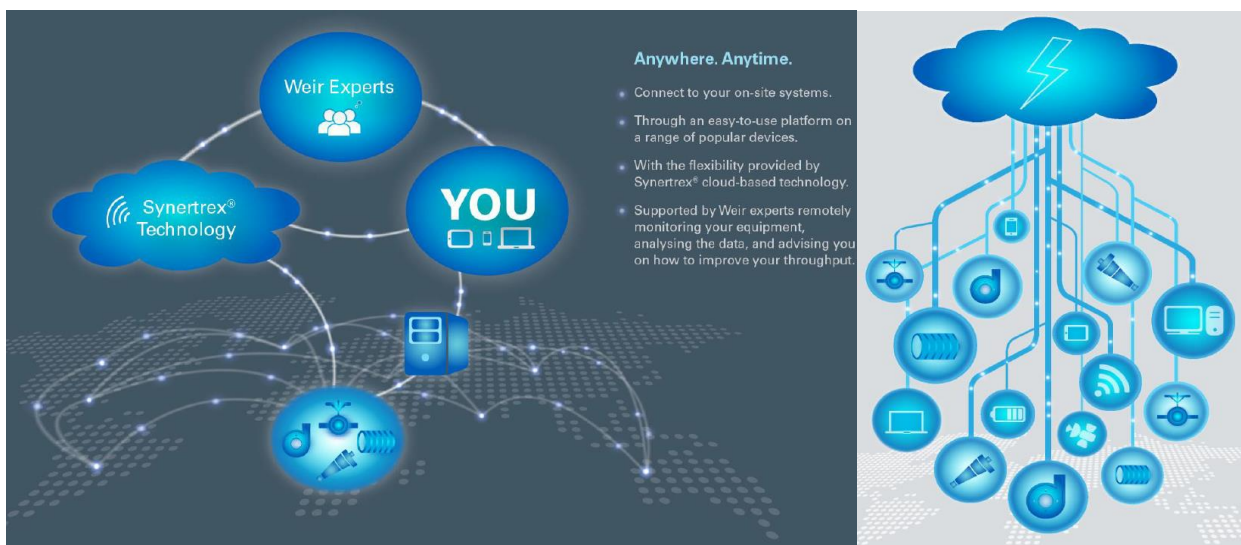 Weir Experts
Synertrex®
Technology
YOU
Anywhere. Anytime.
Connect to your on-site systems.
Through an easy-to-use platform on
a range of popular devices.
With the flexibility provided by
Synertrex® cloud-based technology.
Supported by Weir experts remotely
monitoring your equipment,
analysing the data, and advising you
on how to improve your throughput.